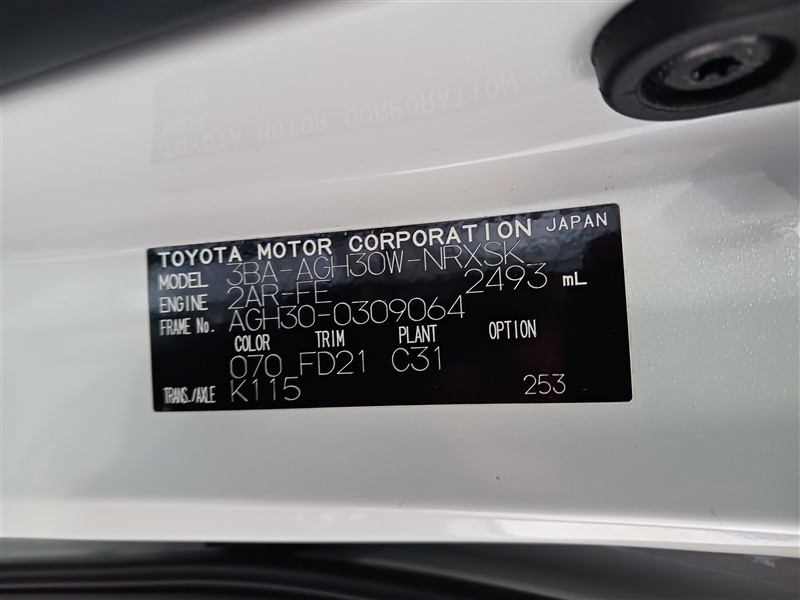 TOYOTA MOTOR CORPORATION JAPAN
MODEL 3BA-AGH30W-NRXSK
ENGINE 2AR-FE 2493 mL
FRAME No. AGH30-0309064
COLOR TRIM PLANT OPTION
070 FD21 C31
TRANS./AXLE K115 253